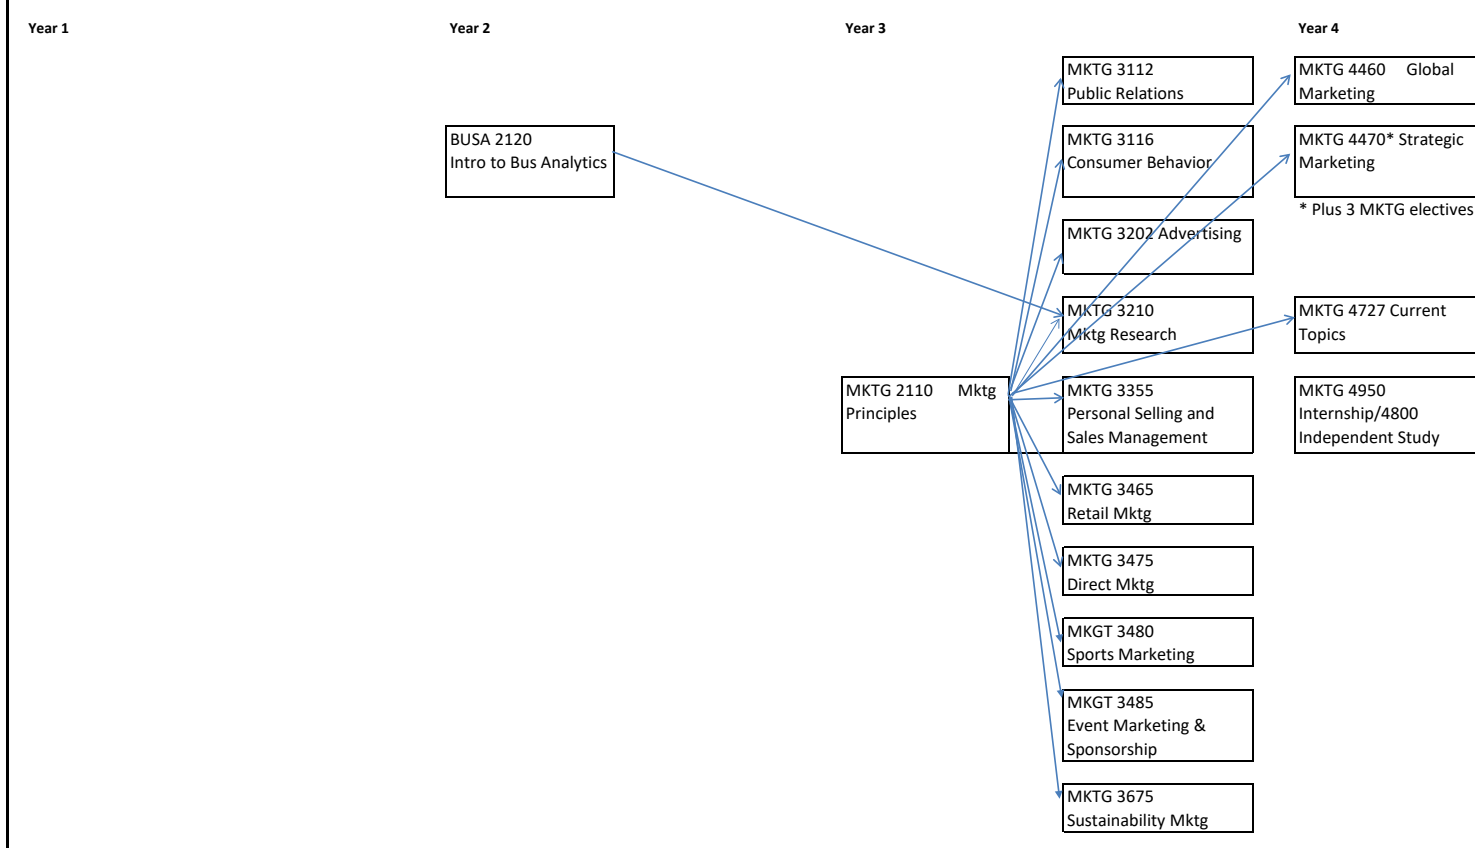 Year 1
Year 2
Year 3
Year 4
MKTG 3112
Public Relations
MKTG 4460 Global
Marketing
BUSA 2120
Intro to Bus Analytics
MKTG 3116
Consumer Behavior
MKTG 4470* Strategic
Marketing
* Plus 3 MKTG electives
MKTG 3202 Advertising
MKTG 3210
Mktg Research
MKTG 4727 Current
Topics
MKTG 2110 Mktg
Principles
MKTG 3355
Personal Selling and
Sales Management
MKTG 4950
Internship/4800
Independent Study
MKTG 3465
Retail Mktg
MKTG 3475
Direct Mktg
MKGT 3480
Sports Marketing
MKGT 3485
Event Marketing &
Sponsorship
MKTG 3675
Sustainability Mktg